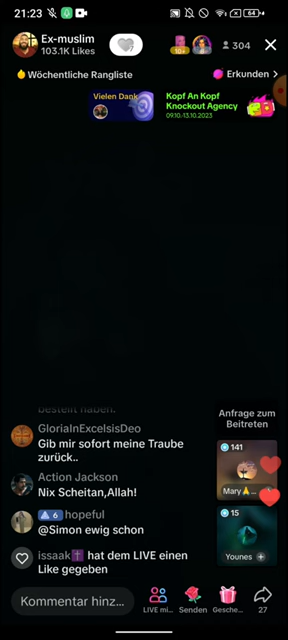 21:23
64
Ex-muslim
103.1K Likes
10+
304
Wöchentliche Rangliste
Erkunden >
Vielen Dank
Kopf An Kopf
Knockout Agency
09.10-13.10.2023
bestellt haben.
GloriaInExcelsisDeo
Gib mir sofort meine Traube
zurück..
Action Jackson
Nix Scheitan,Allah!
6 hopeful
@Simon ewig schon
issaak✝️ hat dem LIVE einen
Like gegeben
Anfrage zum
Beitreten
141
Mary🙏...
15
Younes +
Kommentar hinz...
LIVE mi...
Senden
Gesche...
27